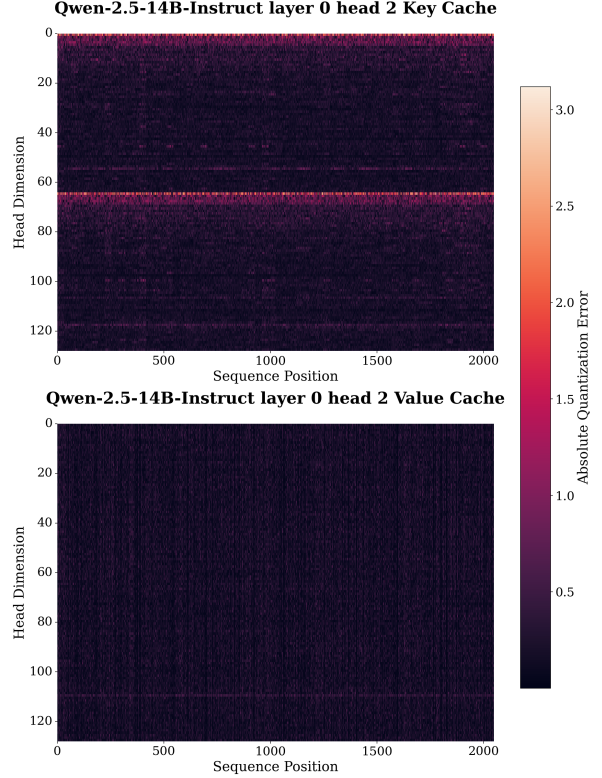 Qwen-2.5-14B-Instruct layer 0 head 2 Key Cache
0
20
40
60
80
100
120
Head Dimension
0 500 1000 1500 2000
Sequence Position
Qwen-2.5-14B-Instruct layer 0 head 2 Value Cache
0
20
40
60
80
100
120
Head Dimension
0 500 1000 1500 2000
Sequence Position
3.0
2.5
2.0
1.5
1.0
0.5
Absolute Quantization Error